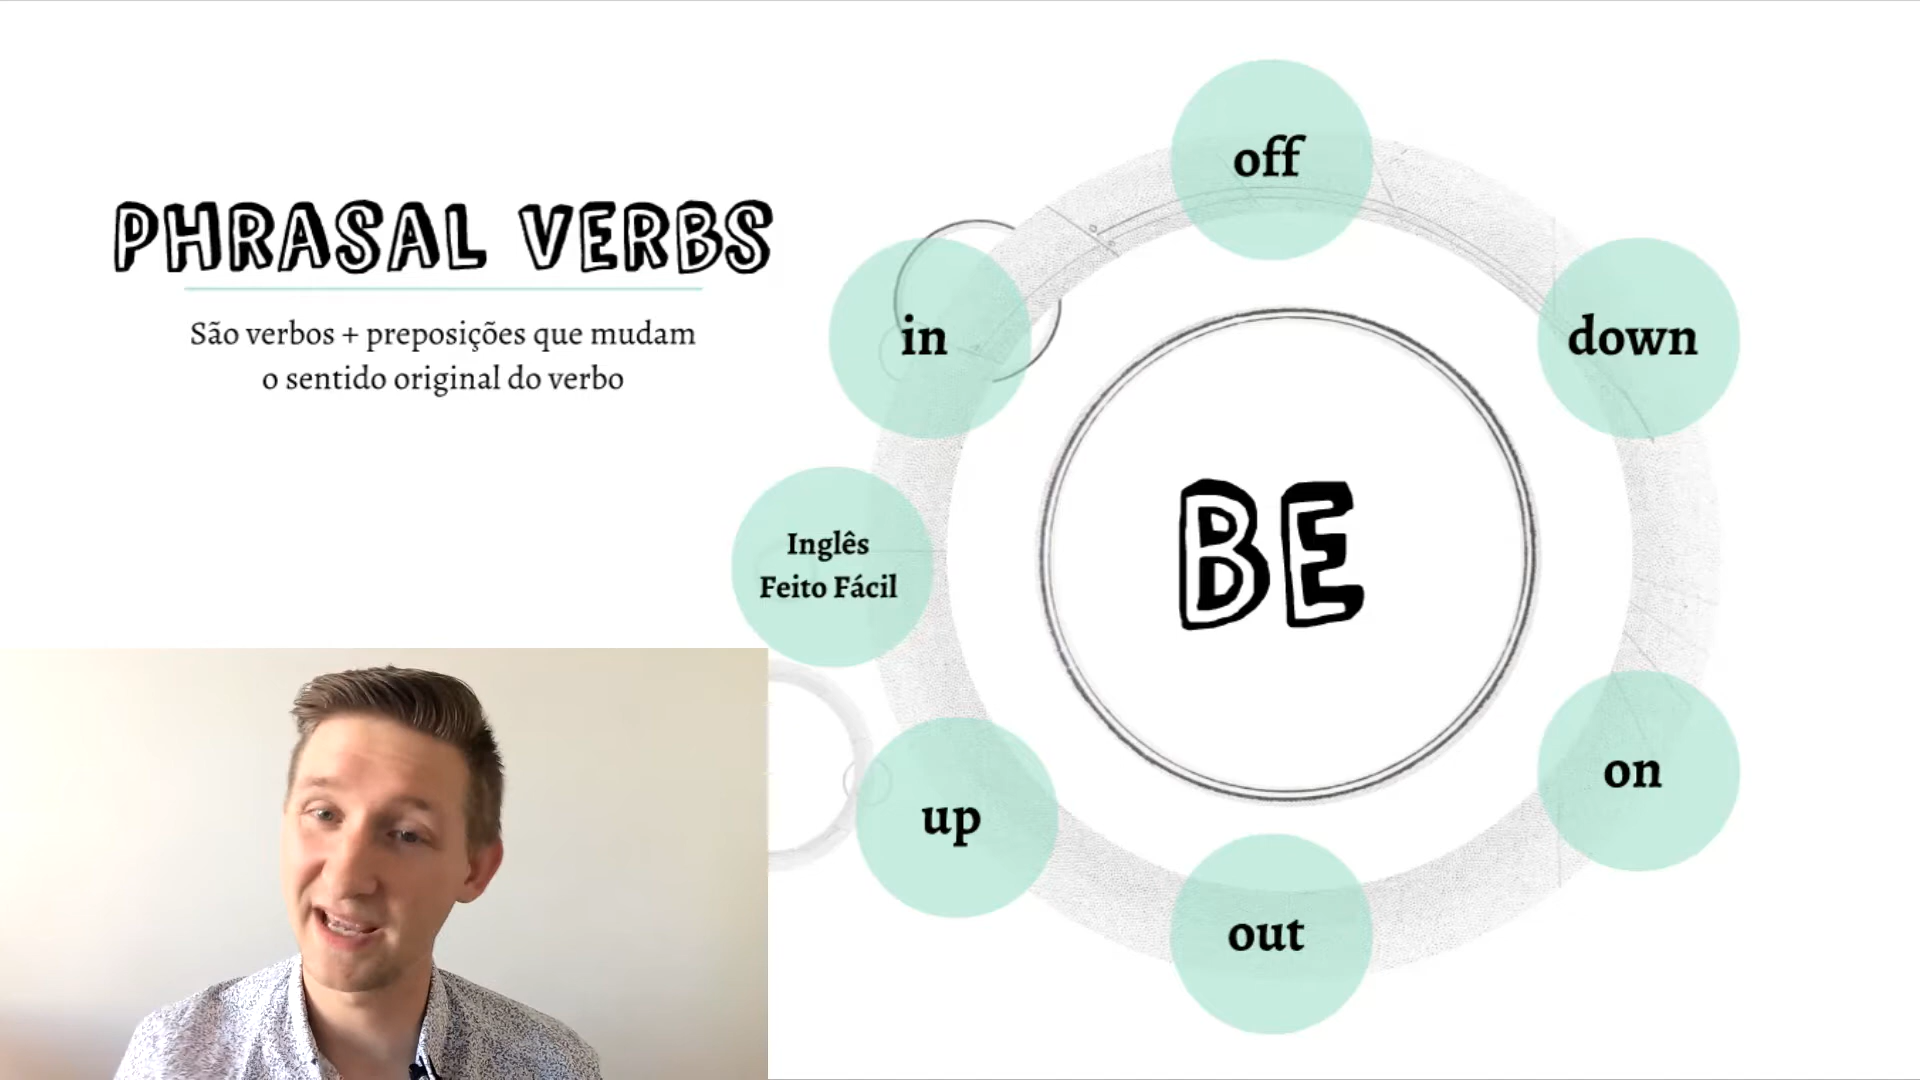 PHRASAL VERBS
São verbos + preposições que mudam
o sentido original do verbo
off
in
down
Inglês
Feito Fácil
BE
up
on
out